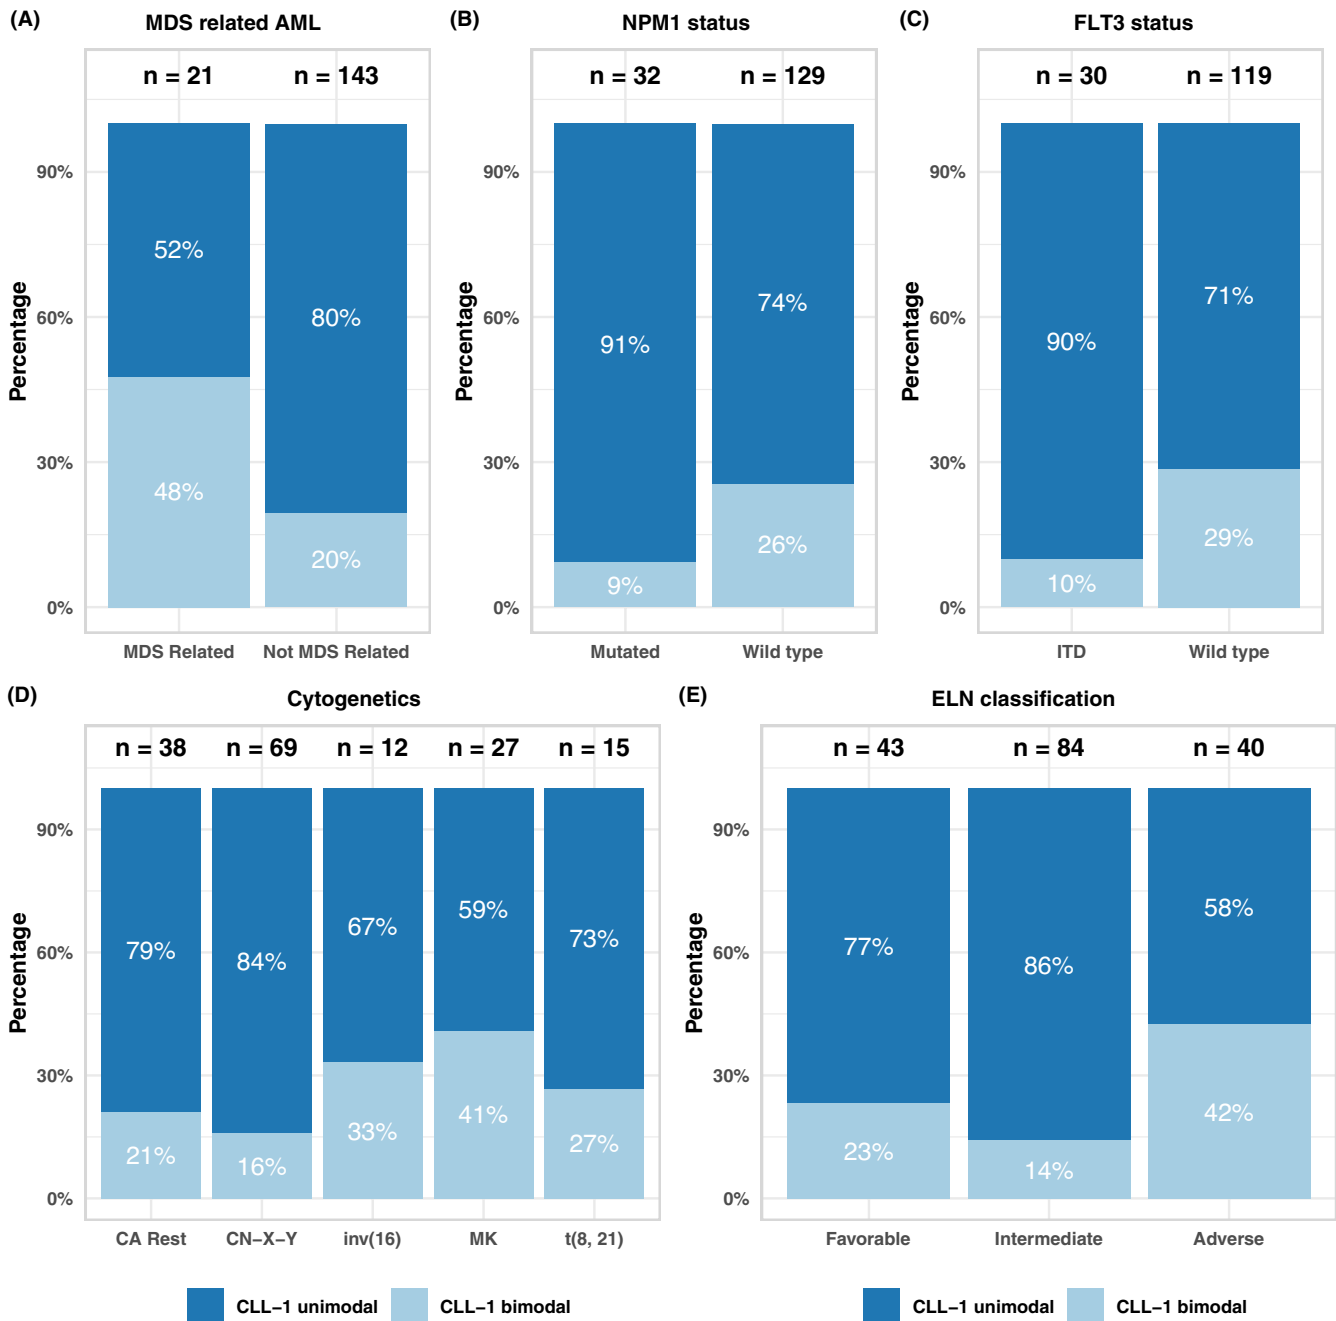 (A) MDS related AML
n = 21 n = 143
90%
60%
30%
0%
Percentage
52%
80%
48%
20%
MDS Related Not MDS Related
(B) NPM1 status
n = 32 n = 129
90%
60%
30%
0%
Percentage
91%
74%
9%
26%
Mutated Wild type
(C) FLT3 status
n = 30 n = 119
90%
60%
30%
0%
Percentage
90%
71%
10%
29%
ITD Wild type
(D) Cytogenetics
n = 38 n = 69 n = 12 n = 27 n = 15
90%
60%
30%
0%
Percentage
79% 84% 67% 59% 73%
21% 16% 33% 41% 27%
CA Rest CN−X−Y inv(16) MK t(8, 21)
CLL−1 unimodal CLL−1 bimodal
(E) ELN classification
n = 43 n = 84 n = 40
90%
60%
30%
0%
Percentage
77% 86% 58%
23% 14% 42%
Favorable Intermediate Adverse
CLL−1 unimodal CLL−1 bimodal